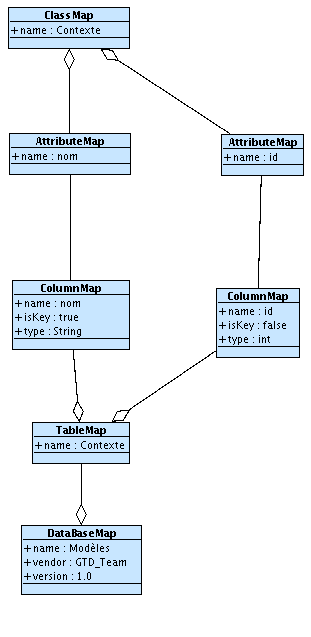 ClassMap
+name : Contexte
AttributeMap
+name : nom
AttributeMap
+name : id
ColumnMap
+name : nom
+isKey : true
+type : String
ColumnMap
+name : id
+isKey : false
+type : int
TableMap
+name : Contexte
DataBaseMap
+name : Modèles
+vendor : GTD_Team
+version : 1.0